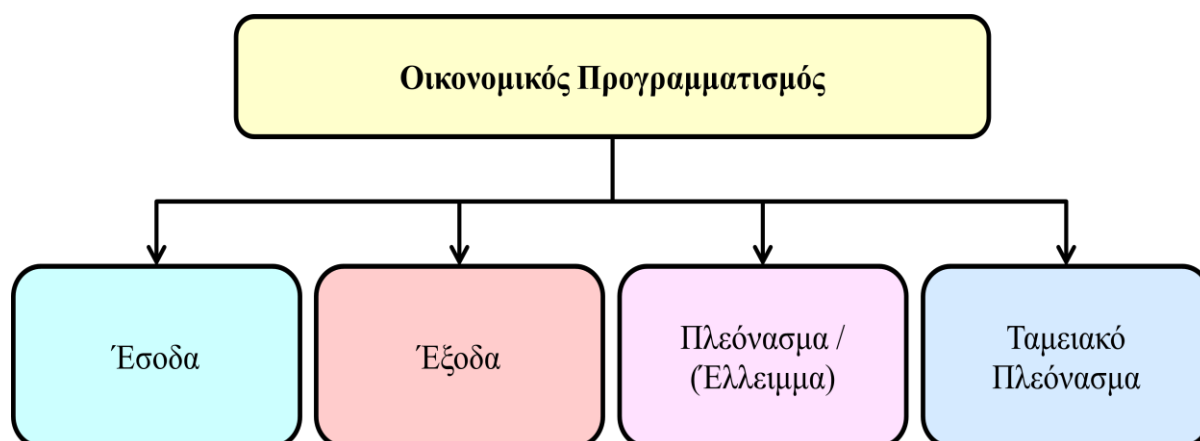 Οικονομικός Προγραμματισμός
Έσοδα
Έξοδα
Πλεόνασμα /
(Έλλειμμα)
Ταμειακό
Πλεόνασμα